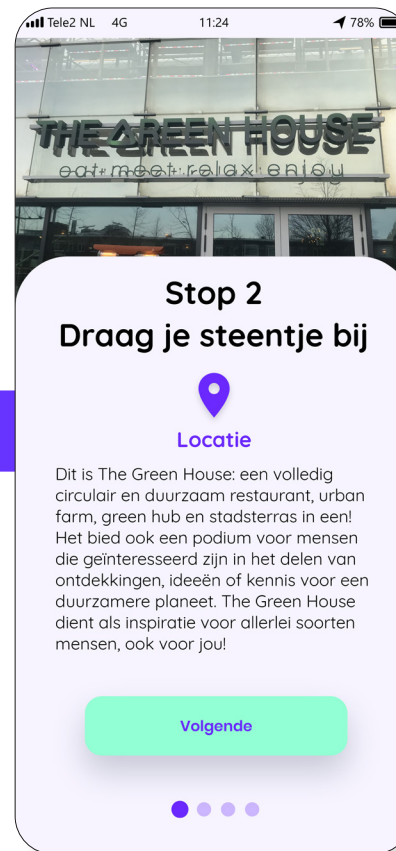 Tele2 NL 4G 11:24 78%
THE GREEN HOUSE
eat·meet·relax·enjoy
Stop 2
Draag je steentje bij
Locatie
Dit is The Green House: een volledig
circulair en duurzaam restaurant, urban
farm, green hub en stadsterras in een!
Het bied ook een podium voor mensen
die geïnteresseerd zijn in het delen van
ontdekkingen, ideeën of kennis voor een
duurzamere planeet. The Green House
dient als inspiratie voor allerlei soorten
mensen, ook voor jou!
Volgende